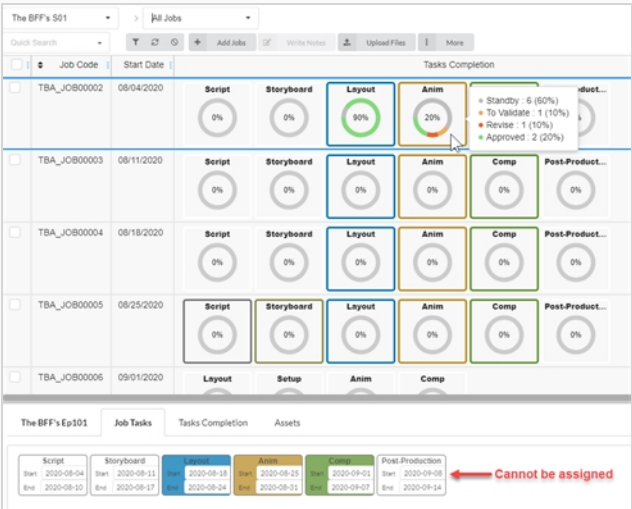 The BFF's S01 > All Jobs
Quick Search Add Jobs Write Notes Upload Files More
Job Code Start Date Tasks Completion
TBA_JOB00002 08/04/2020 Script Storyboard Layout Anim duct...
0% 0% 90% 20%
Standby : 6 (60%)
To Validate : 1 (10%)
Revise : 1 (10%)
Approved : 2 (20%)
TBA_JOB00003 08/11/2020 Script Storyboard Layout Anim Comp Post-Product...
0% 0% 0% 0% 0% 0%
TBA_JOB00004 08/18/2020 Script Storyboard Layout Anim Comp Post-Product...
0% 0% 0% 0% 0% 0%
TBA_JOB00005 08/25/2020 Script Storyboard Layout Anim Comp Post-Product...
0% 0% 0% 0% 0% 0%
TBA_JOB00006 09/01/2020 Layout Setup Anim Comp
The BFF's Ep101 Job Tasks Tasks Completion Assets
Script Storyboard Layout Anim Comp Post-Production
Start 2020-08-04 Start 2020-08-11 Start 2020-08-18 Start 2020-08-25 Start 2020-09-01 Start 2020-09-08
End 2020-08-10 End 2020-08-17 End 2020-08-24 End 2020-08-31 End 2020-09-07 End 2020-09-14
Cannot be assigned